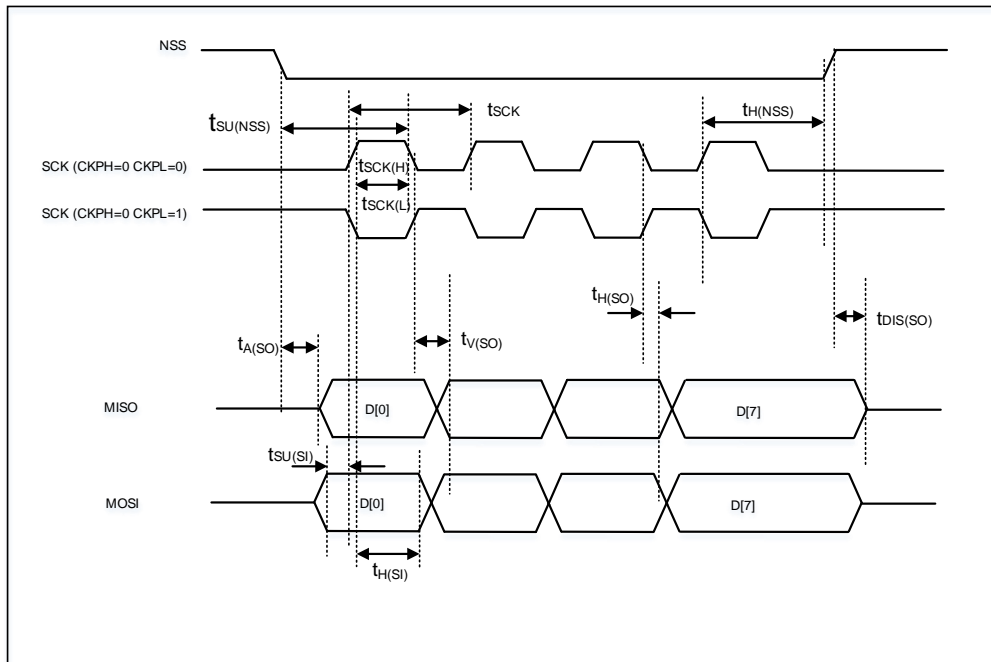 NSS
tSCK
tH(NSS)
tSU(NSS)
SCK (CKPH=0 CKPL=0)
tSCK(H)
tSCK(L)
SCK (CKPH=0 CKPL=1)
tH(SO)
tDIS(SO)
tV(SO)
tA(SO)
MISO
D[0]
D[7]
tSU(SI)
MOSI
D[0]
D[7]
tH(SI)